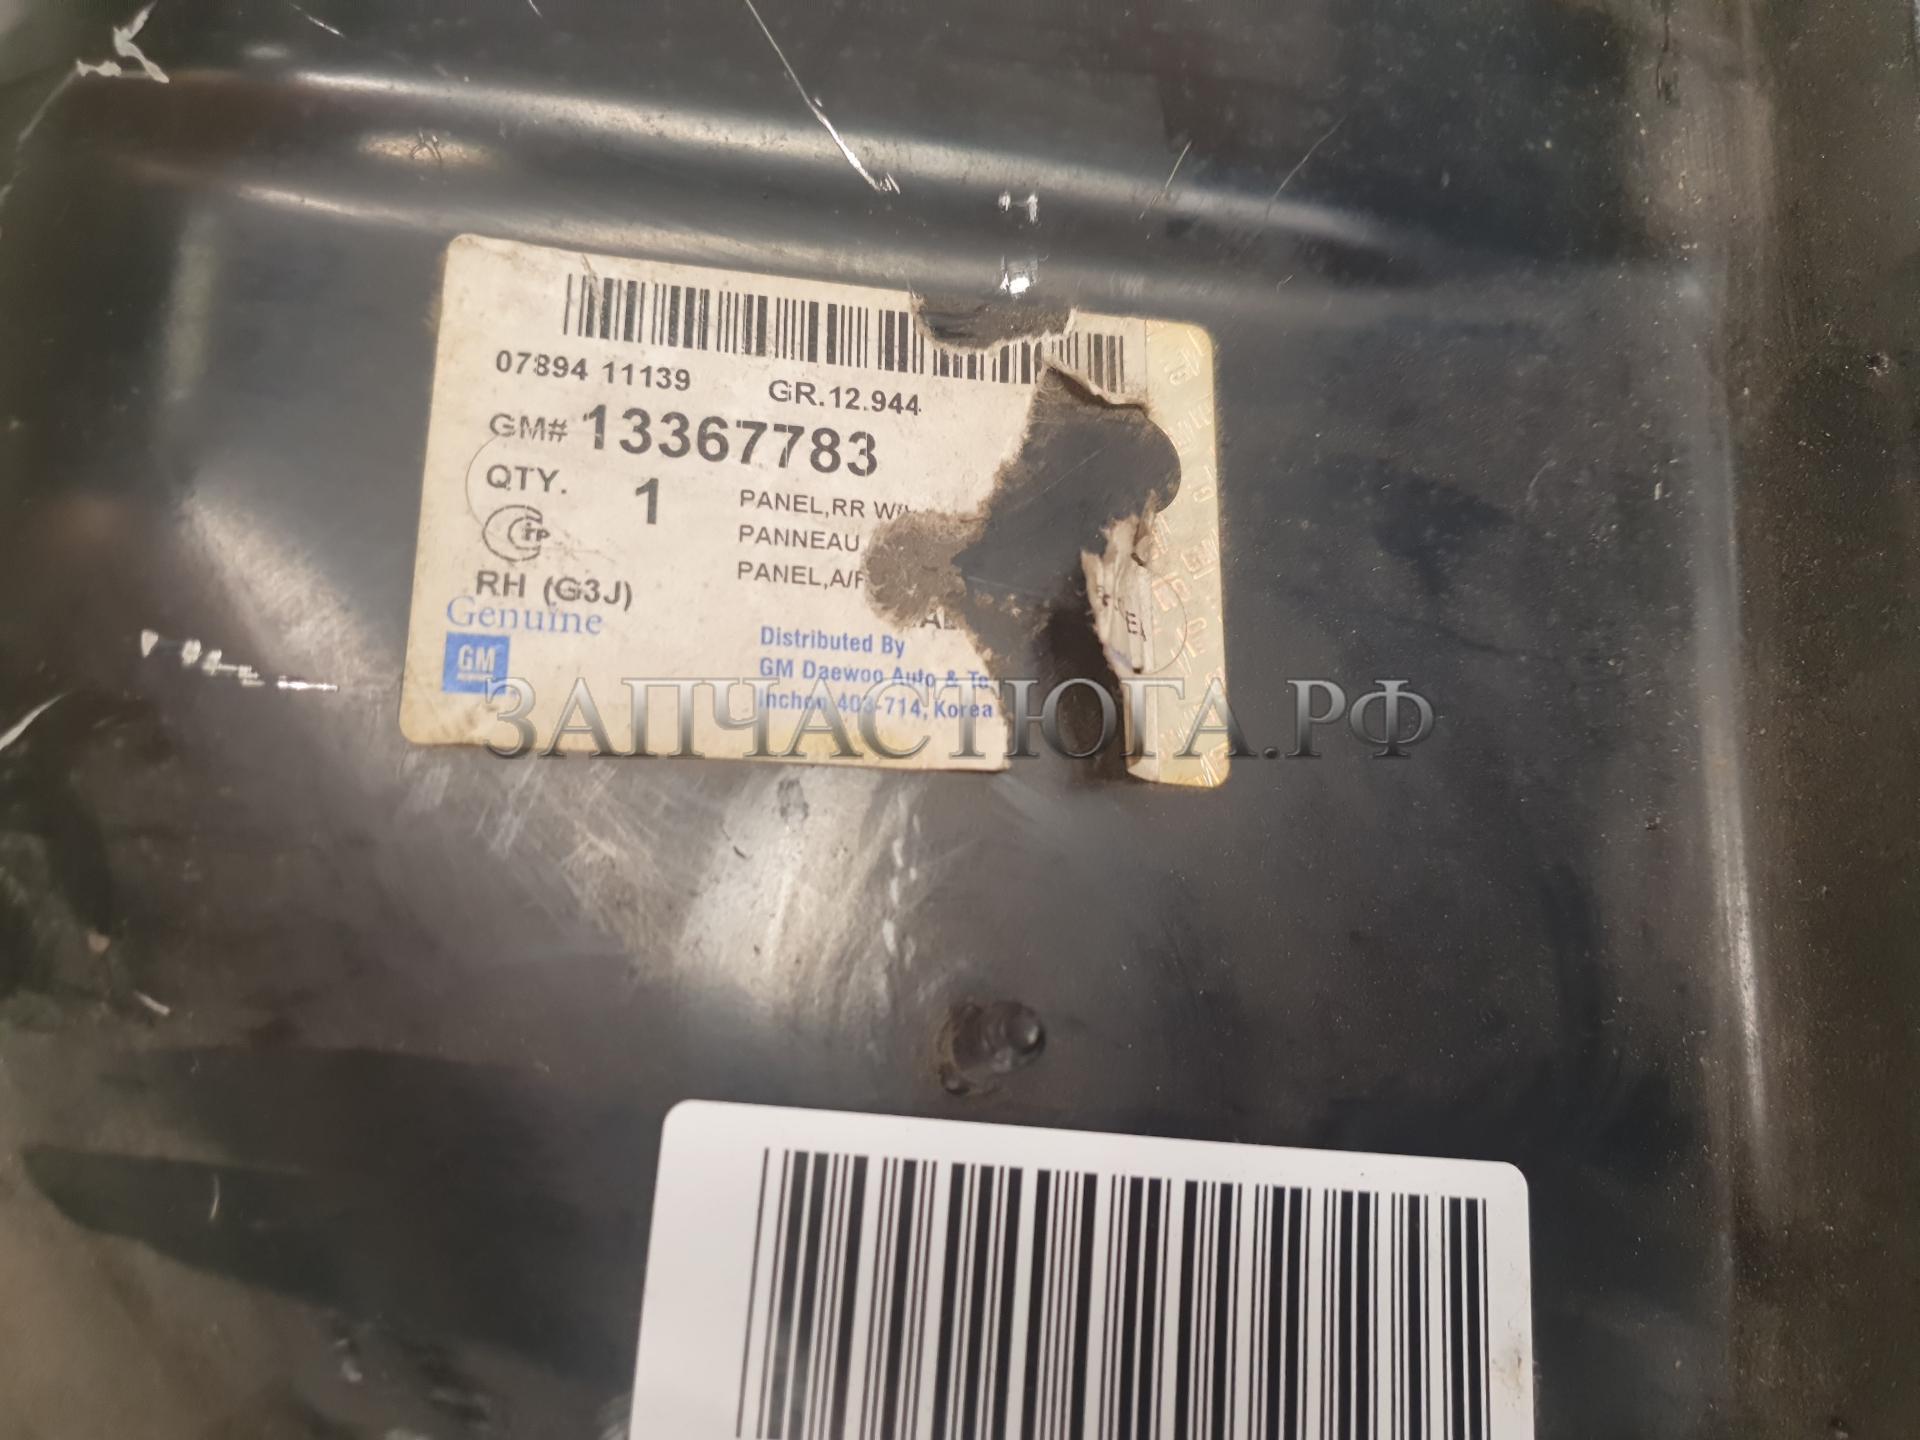 07894 11139 GR.12.944
GM# 13367783
QTY. 1
PANEL,RR
PANNEAU
PANEL,
RH (G3J)
Genuine
GM
Distributed By
GM Daewoo Auto &
Inchon 403-714, Korea
ЗАПЧАСТЮГА.РФ